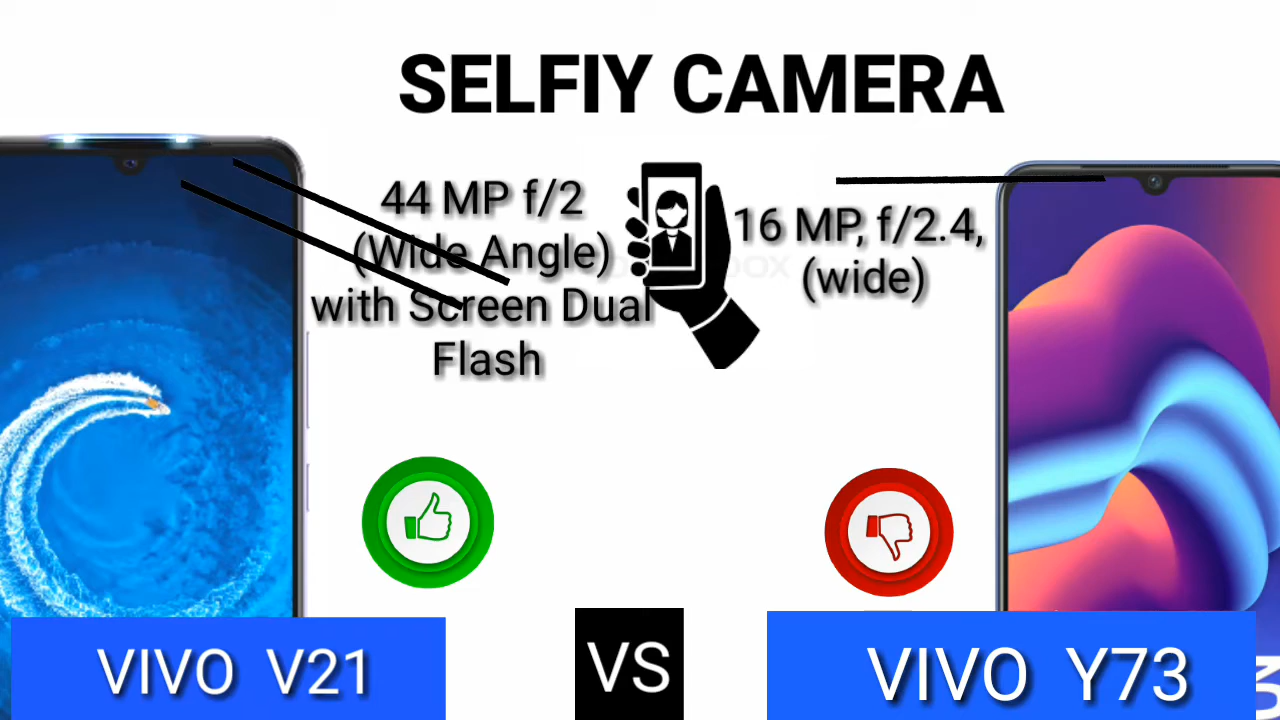 SELFIY CAMERA
44 MP f/2
(Wide Angle)
with Screen Dual
Flash
16 MP, f/2.4,
(wide)
VIVO V21
VS
VIVO Y73